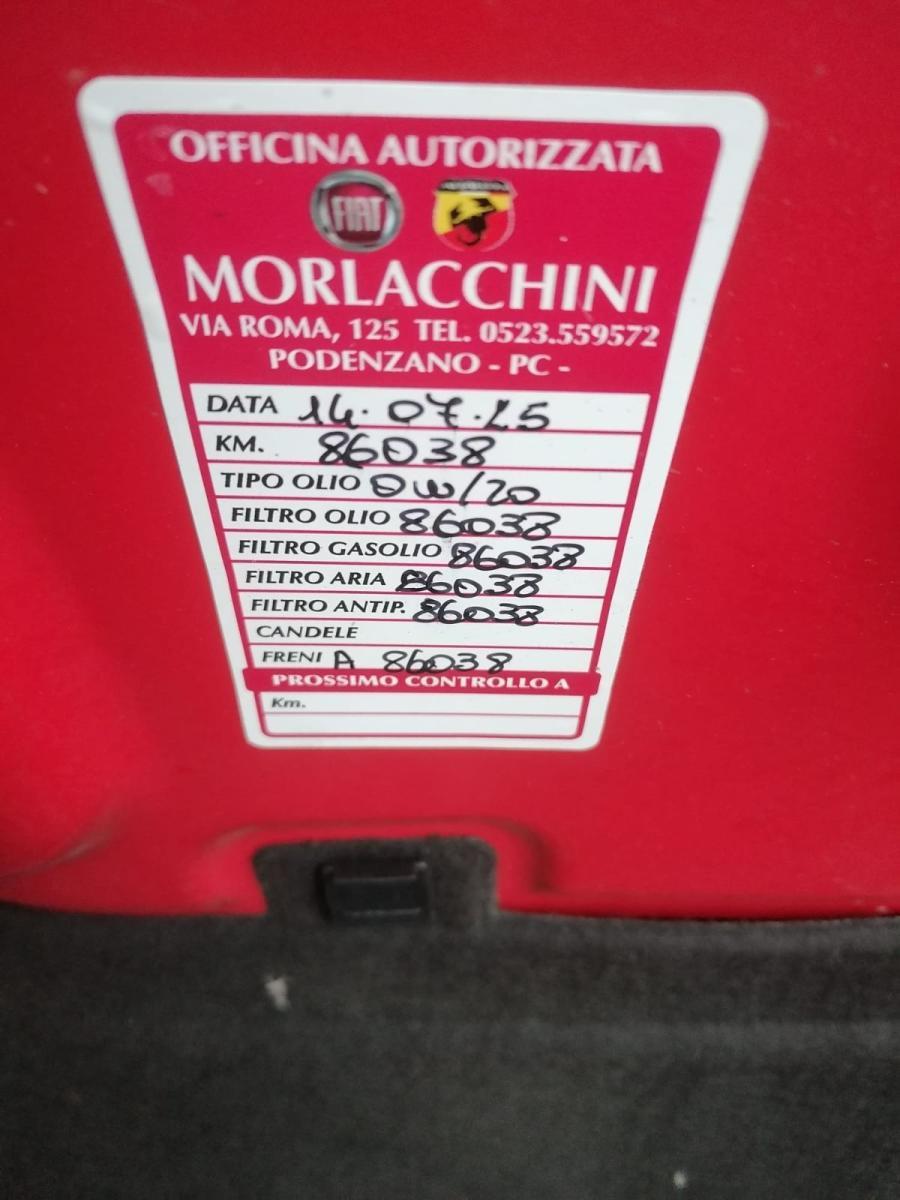 OFFICINA AUTORIZZATA
FIAT
MORLACCHINI
VIA ROMA, 125 TEL. 0523.559572
PODENZANO - PC -
DATA 14.07.25
KM. 86038
TIPO OLIO 0W/20
FILTRO OLIO 86038
FILTRO GASOLIO 86038
FILTRO ARIA 86038
FILTRO ANTIP. 86038
CANDELE
FRENI A 86038
PROSSIMO CONTROLLO A
Km.